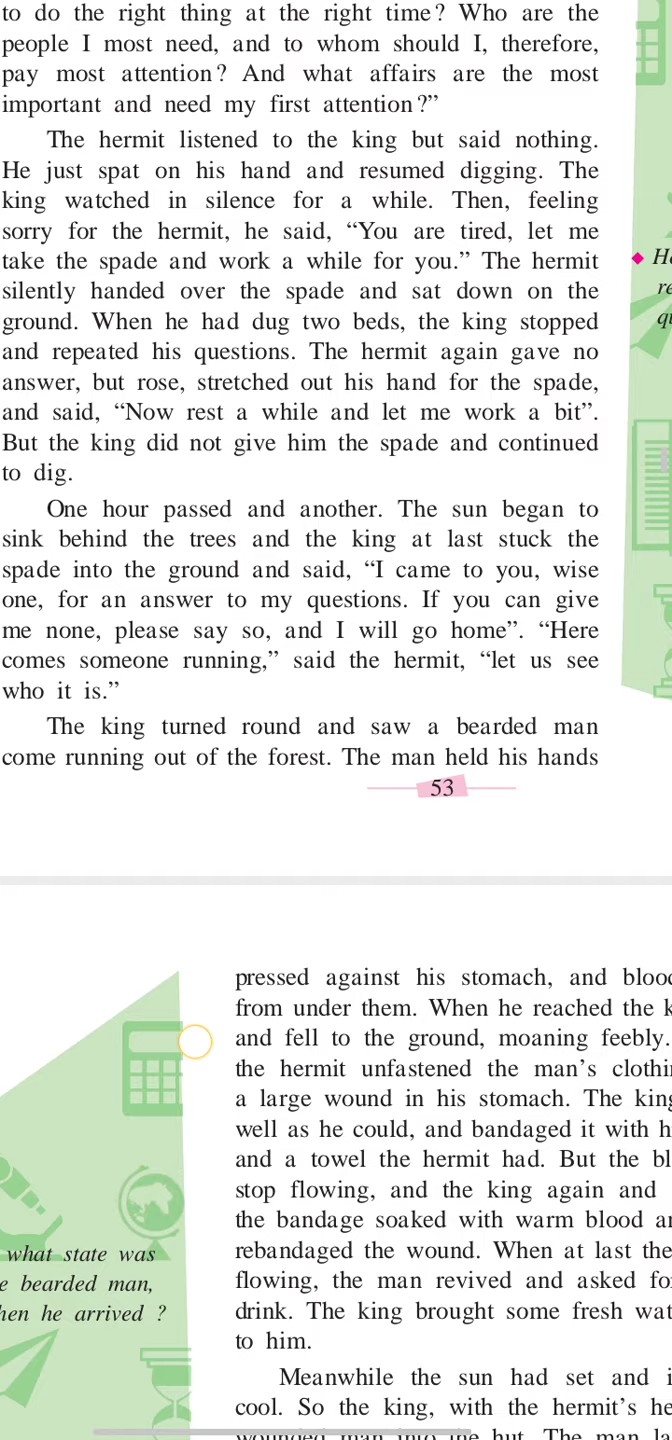 to do the right thing at the right time? Who are the
people I most need, and to whom should I, therefore,
pay most attention? And what affairs are the most
important and need my first attention?”
The hermit listened to the king but said nothing.
He just spat on his hand and resumed digging. The
king watched in silence for a while. Then, feeling
sorry for the hermit, he said, “You are tired, let me
take the spade and work a while for you.” The hermit
silently handed over the spade and sat down on the
ground. When he had dug two beds, the king stopped
and repeated his questions. The hermit again gave no
answer, but rose, stretched out his hand for the spade,
and said, “Now rest a while and let me work a bit”.
But the king did not give him the spade and continued
to dig.
One hour passed and another. The sun began to
sink behind the trees and the king at last stuck the
spade into the ground and said, “I came to you, wise
one, for an answer to my questions. If you can give
me none, please say so, and I will go home”. “Here
comes someone running,” said the hermit, “let us see
who it is.”
The king turned round and saw a bearded man
come running out of the forest. The man held his hands
53
pressed against his stomach, and
from under them. When he reached the
and fell to the ground, moaning feebly.
the hermit unfastened the man’s
a large wound in his stomach. The king
well as he could, and bandaged it with
and a towel the hermit had. But the
stop flowing, and the king again and
the bandage soaked with warm blood
rebandaged the wound. When at last the
flowing, the man revived and asked
drink. The king brought some fresh
to him.
Meanwhile the sun had set and
cool. So the king, with the hermit’s
wounded man into the hut. The man
what state was
bearded man,
he arrived ?